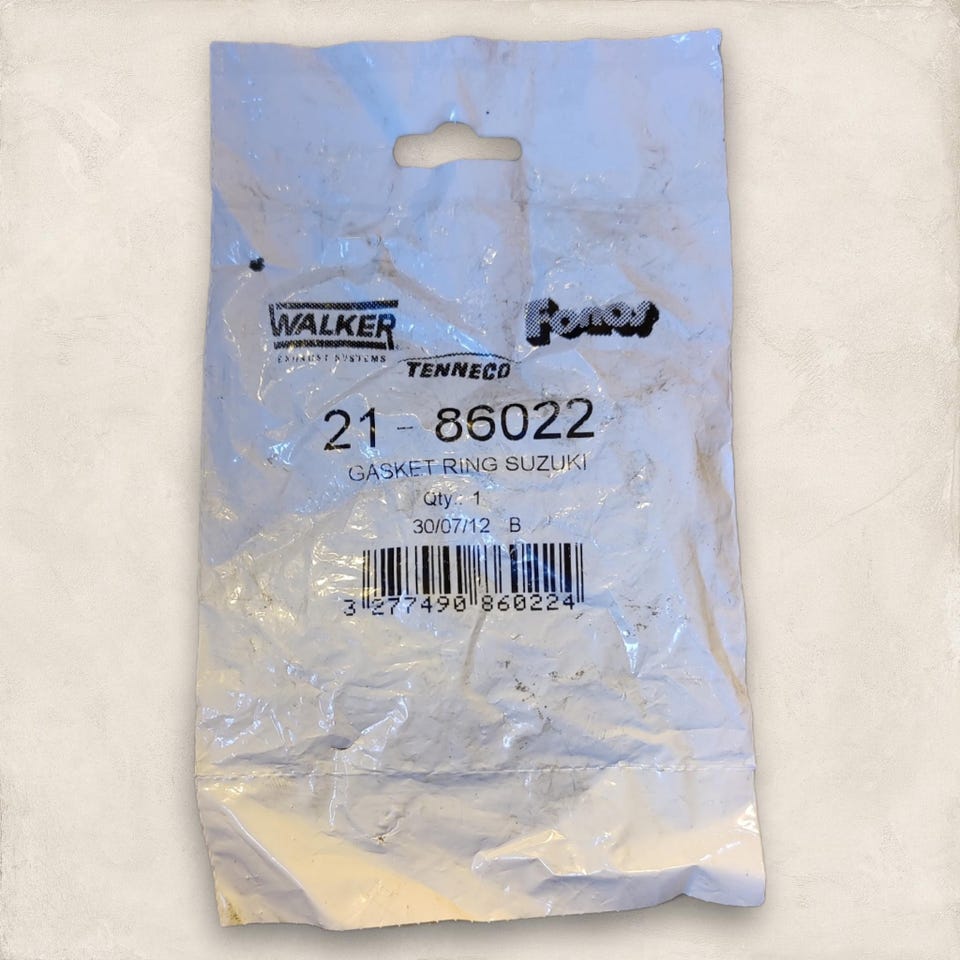 WALKER
EXHAUST SYSTEMS
Fonos
TENNECO
21 - 86022
GASKET RING SUZUKI
Qty.: 1
30/07/12 B
3 277490 860224